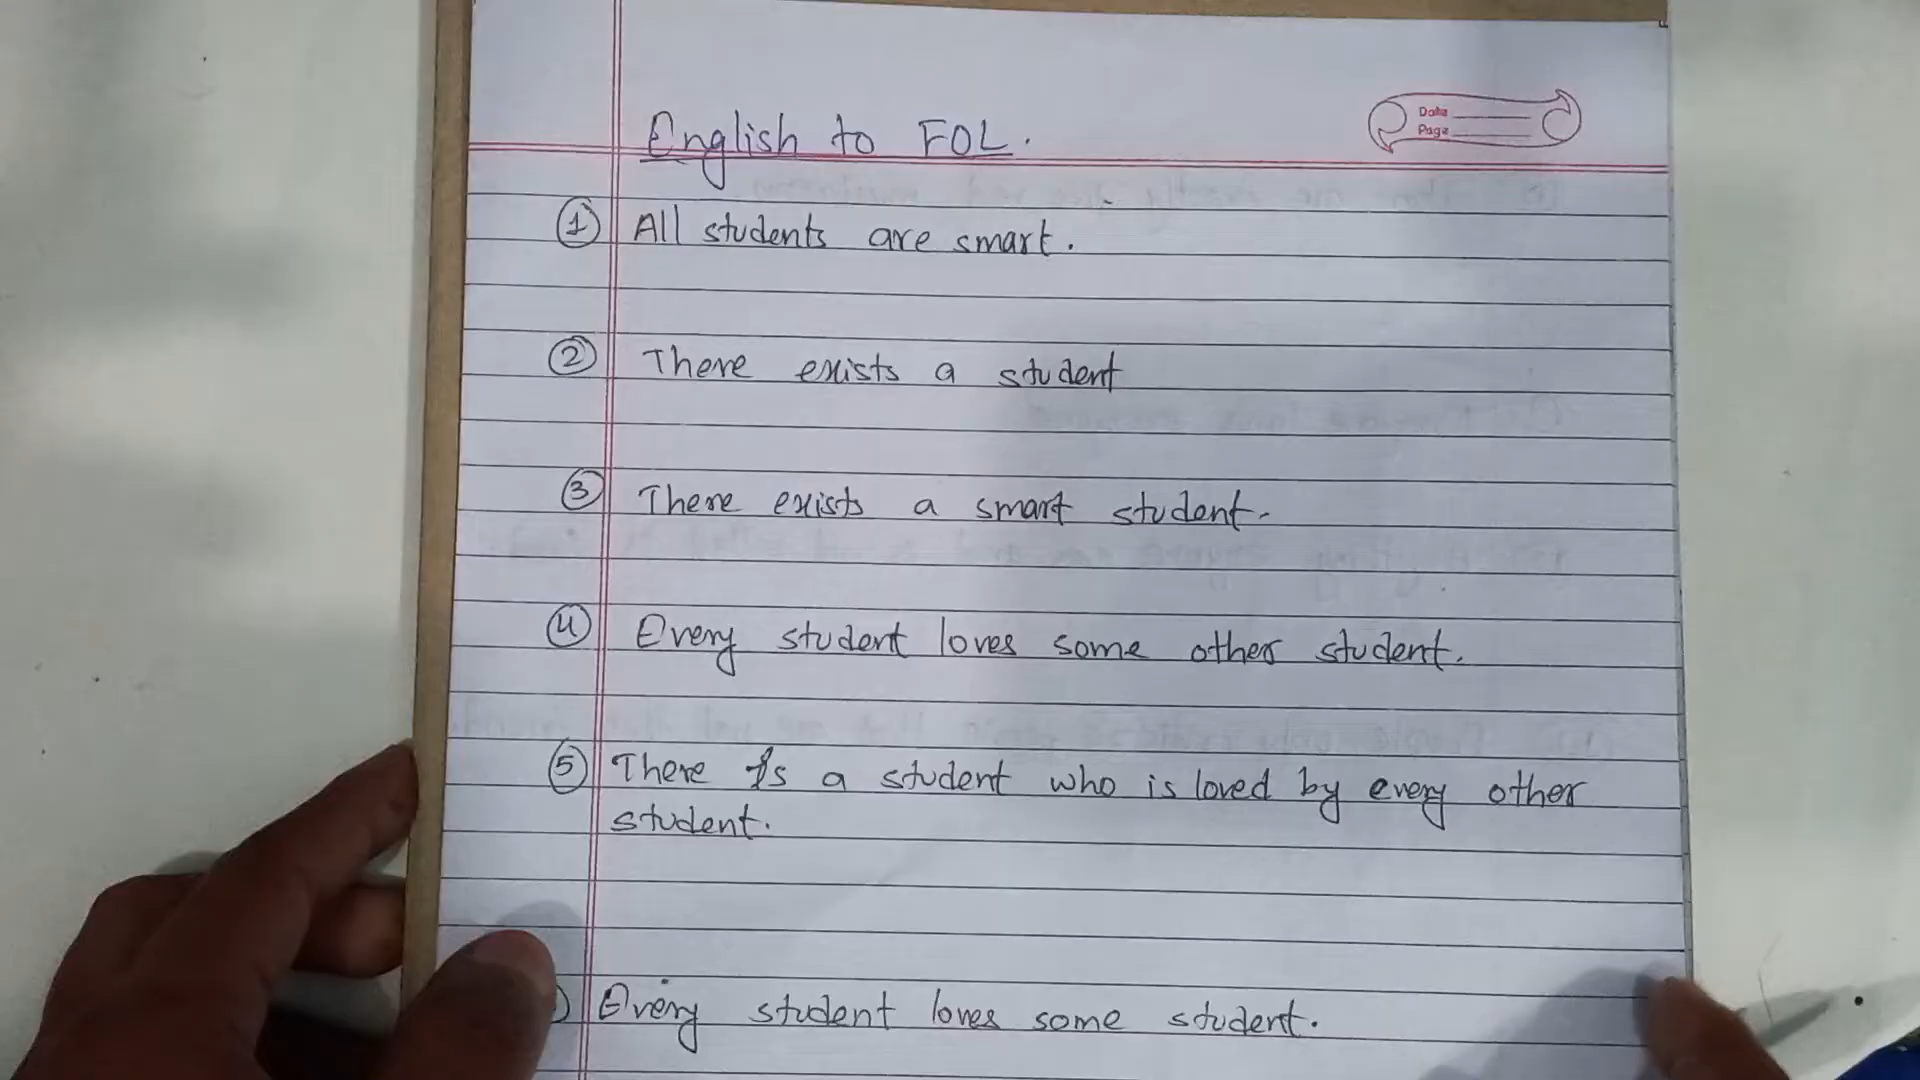 English to FOL.
Date
Page
① All students are smart.
② There exists a student
③ There exists a smart student.
④ Every student loves some other student.
⑤ There is a student who is loved by every other
student.
Every student loves some student.